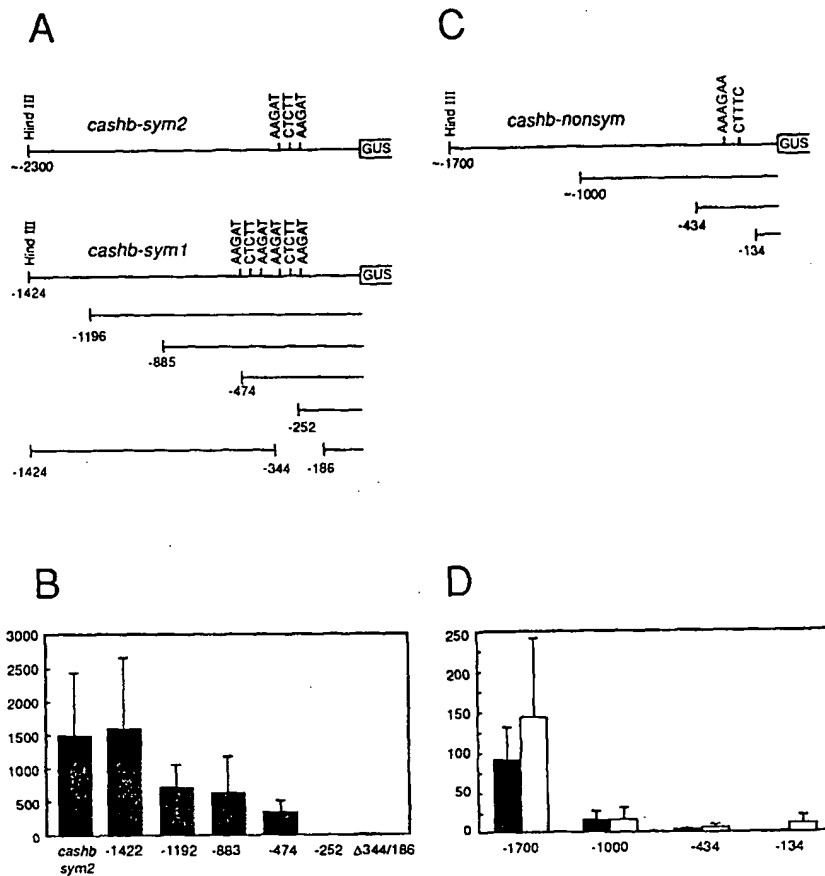 A
Hind III
cashb-sym2
AAGAT
CTCTT
AAGAT
GUS
~-2300
Hind III
cashb-sym1
AAGAT
CTCTT
AAGAT
AAGAT
CTCTT
AAGAT
GUS
-1424
-1196
-885
-474
-252
-1424
-344
-186
C
Hind III
cashb-nonsym
AAAGAA
CTTTC
GUS
~-1700
~-1000
-434
-134
B
3000
2500
2000
1500
1000
500
0
cashb sym2
-1422
-1192
-883
-474
-252
Δ344/186
D
250
150
100
50
0
-1700
-1000
-434
-134